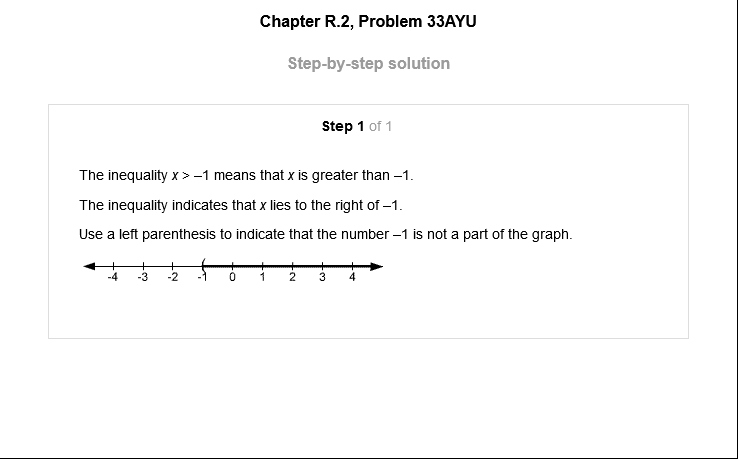 Chapter R.2, Problem 33AYU
Step-by-step solution
Step 1 of 1
The inequality x > –1 means that x is greater than –1.
The inequality indicates that x lies to the right of –1.
Use a left parenthesis to indicate that the number –1 is not a part of the graph.
-4 -3 -2 -1 0 1 2 3 4